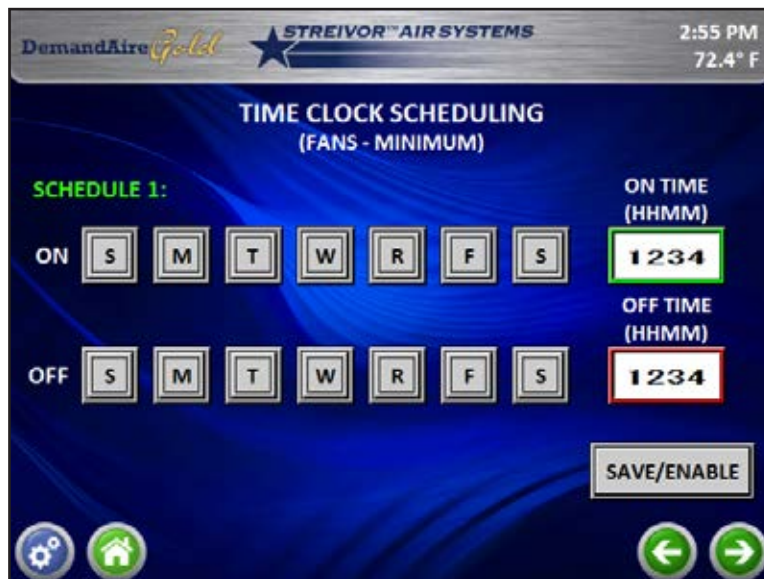 DemandAire Gold
STREIVOR™ AIR SYSTEMS
2:55 PM
72.4° F
TIME CLOCK SCHEDULING
(FANS - MINIMUM)
SCHEDULE 1:
ON TIME
(HHMM)
ON S M T W R F S 1234
OFF TIME
(HHMM)
OFF S M T W R F S 1234
SAVE/ENABLE